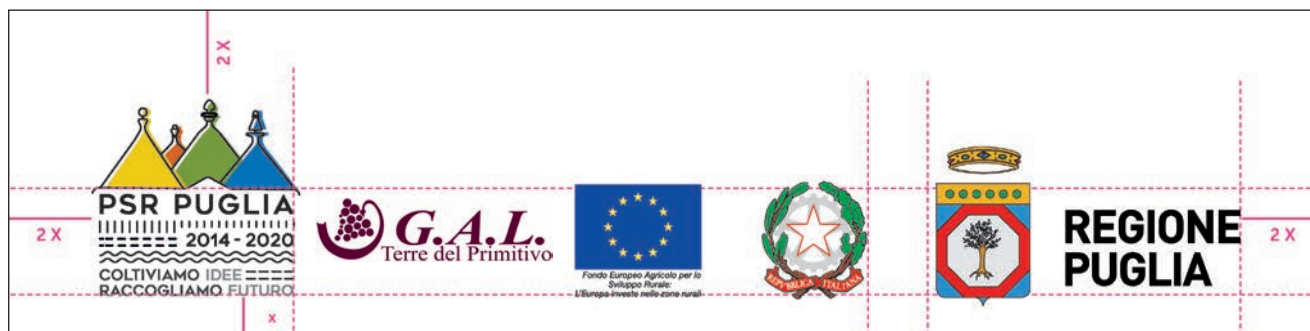 2 X
PSR PUGLIA
2014 - 2020
COLTIVIAMO IDEE
RACCOGLIAMO FUTURO
2 X
x
G.A.L.
Terre del Primitivo
Fondo Europeo Agricolo per lo
Sviluppo Rurale:
L'Europa investe nelle zone rurali
REPVBBLICA ITALIANA
REGIONE
PUGLIA
2 X